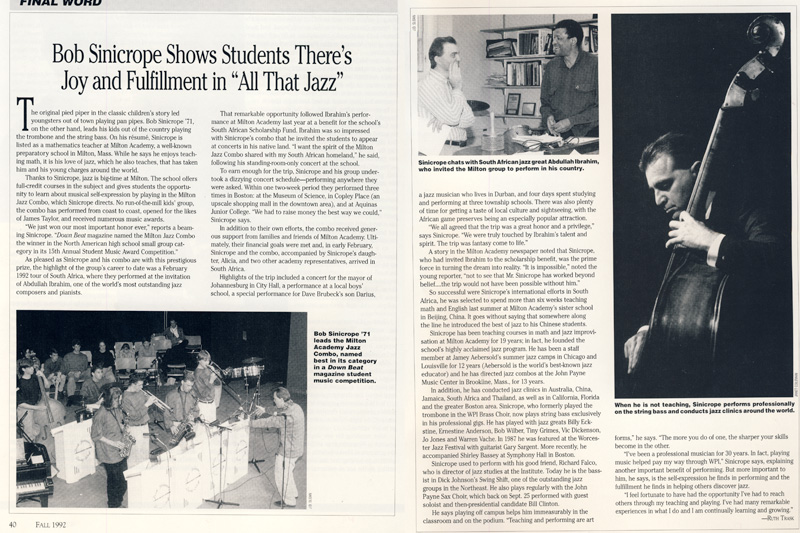 FINAL WORD
Bob Sinicrope Shows Students There's
Joy and Fulfillment in “All That Jazz”
The original pied piper in the classic children's story led
youngsters out of town playing pan pipes. Bob Sinicrope '71,
on the other hand, leads his kids out of the country playing
the trombone and the string bass. On his résumé, Sinicrope is
listed as a mathematics teacher at Milton Academy, a well-known
preparatory school in Milton, Mass. While he says he enjoys teach-
ing math, it is his love of jazz, which he also teaches, that has taken
him and his young charges around the world.
Thanks to Sinicrope, jazz is big-time at Milton. The school offers
full-credit courses in the subject and gives students the opportu-
nity to learn about musical self-expression by playing in the Milton
Jazz Combo, which Sinicrope directs. No run-of-the-mill kids' group,
the combo has performed from coast to coast, opened for the likes
of James Taylor, and received numerous music awards.
“We just won our most important honor ever,” reports a beam-
ing Sinicrope. “Down Beat magazine named the Milton Jazz Combo
the winner in the North American high school small group cat-
egory in its 15th Annual Student Music Award Competition.”
As pleased as Sinicrope and his combo are with this prestigious
prize, the highlight of the group's career to date was a February
1992 tour of South Africa, where they performed at the invitation
of Abdullah Ibrahim, one of the world's most outstanding jazz
composers and pianists.
That remarkable opportunity followed Ibrahim's perfor-
mance at Milton Academy last year at a benefit for the school's
South African Scholarship Fund. Ibrahim was so impressed
with Sinicrope's combo that he invited the students to appear
at concerts in his native land. “I want the spirit of the Milton
Jazz Combo shared with my South African homeland,” he said,
following his standing-room-only concert at the school.
To earn enough for the trip, Sinicrope and his group under-
took a dizzying concert schedule—performing anywhere they
were asked. Within one two-week period they performed three
times in Boston: at the Museum of Science, in Copley Place (an
upscale shopping mall in the downtown area), and at Aquinas
Junior College. “We had to raise money the best way we could,”
Sinicrope says.
In addition to their own efforts, the combo received gener-
ous support from families and friends of Milton Academy. Ulti-
mately, their financial goals were met and, in early February,
Sinicrope and the combo, accompanied by Sinicrope's daugh-
ter, Alicia, and two other academy representatives, arrived in
South Africa.
Highlights of the trip included a concert for the mayor of
Johannesburg in City Hall, a performance at a local boys'
school, a special performance for Dave Brubeck's son Darius,
Bob Sinicrope '71
leads the Milton
Academy Jazz
Combo, named
best in its category
in a Down Beat
magazine student
music competition.
40 FALL 1992
Sinicrope chats with South African jazz great Abdullah Ibrahim,
who invited the Milton group to perform in his country.
a jazz musician who lives in Durban, and four days spent studying
and performing at three township schools. There was also plenty
of time for getting a taste of local culture and sightseeing, with the
African game preserves being an especially popular attraction.
“We all agreed that the trip was a great honor and a privilege,”
says Sinicrope. “We were truly touched by Ibrahim's talent and
spirit. The trip was fantasy come to life.”
A story in the Milton Academy newspaper noted that Sinicrope,
who had invited Ibrahim to the scholarship benefit, was the prime
force in turning the dream into reality. “It is impossible,” noted the
young reporter, “not to see that Mr. Sinicrope has worked beyond
belief....the trip would not have been possible without him.”
So successful were Sinicrope's international efforts in South
Africa, he was selected to spend more than six weeks teaching
math and English last summer at Milton Academy's sister school
in Beijing, China. It goes without saying that somewhere along
the line he introduced the best of jazz to his Chinese students.
Sinicrope has been teaching courses in math and jazz improvi-
sation at Milton Academy for 19 years; in fact, he founded the
school's highly acclaimed jazz program. He has been a staff
member at Jamey Aebersold's summer jazz camps in Chicago and
Louisville for 12 years (Aebersold is the world's best-known jazz
educator) and he has directed jazz combos at the John Payne
Music Center in Brookline, Mass., for 13 years.
In addition, he has conducted jazz clinics in Australia, China,
Jamaica, South Africa and Thailand, as well as in California, Florida
and the greater Boston area. Sinicrope, who formerly played the
trombone in the WPI Brass Choir, now plays string bass exclusively
in his professional gigs. He has played with jazz greats Billy Eck-
stine, Ernestine Anderson, Bob Wilber, Tiny Grimes, Vic Dickenson,
Jo Jones and Warren Vache. In 1987 he was featured at the Worces-
ter Jazz Festival with guitarist Gary Sargent. More recently, he
accompanied Shirley Bassey at Symphony Hall in Boston.
Sinicrope used to perform with his good friend, Richard Falco,
who is director of jazz studies at the Institute. Today he is the bass-
ist in Dick Johnson's Swing Shift, one of the outstanding jazz
groups in the Northeast. He also plays regularly with the John
Payne Sax Choir, which back on Sept. 25 performed with guest
soloist and then-presidential candidate Bill Clinton.
He says playing off campus helps him immeasurably in the
classroom and on the podium. “Teaching and performing are art
When he is not teaching, Sinicrope performs professionally
on the string bass and conducts jazz clinics around the world.
forms,” he says. “The more you do of one, the sharper your skills
become in the other.
“I've been a professional musician for 30 years. In fact, playing
music helped pay my way through WPI,” Sinicrope says, explaining
another important benefit of performing. But more important to
him, he says, is the self-expression he finds in performing and the
fulfillment he finds in helping others discover jazz.
“I feel fortunate to have had the opportunity I've had to reach
others through my teaching and playing. I've had many remarkable
experiences in what I do and I am continually learning and growing.”
—RUTH TRASK